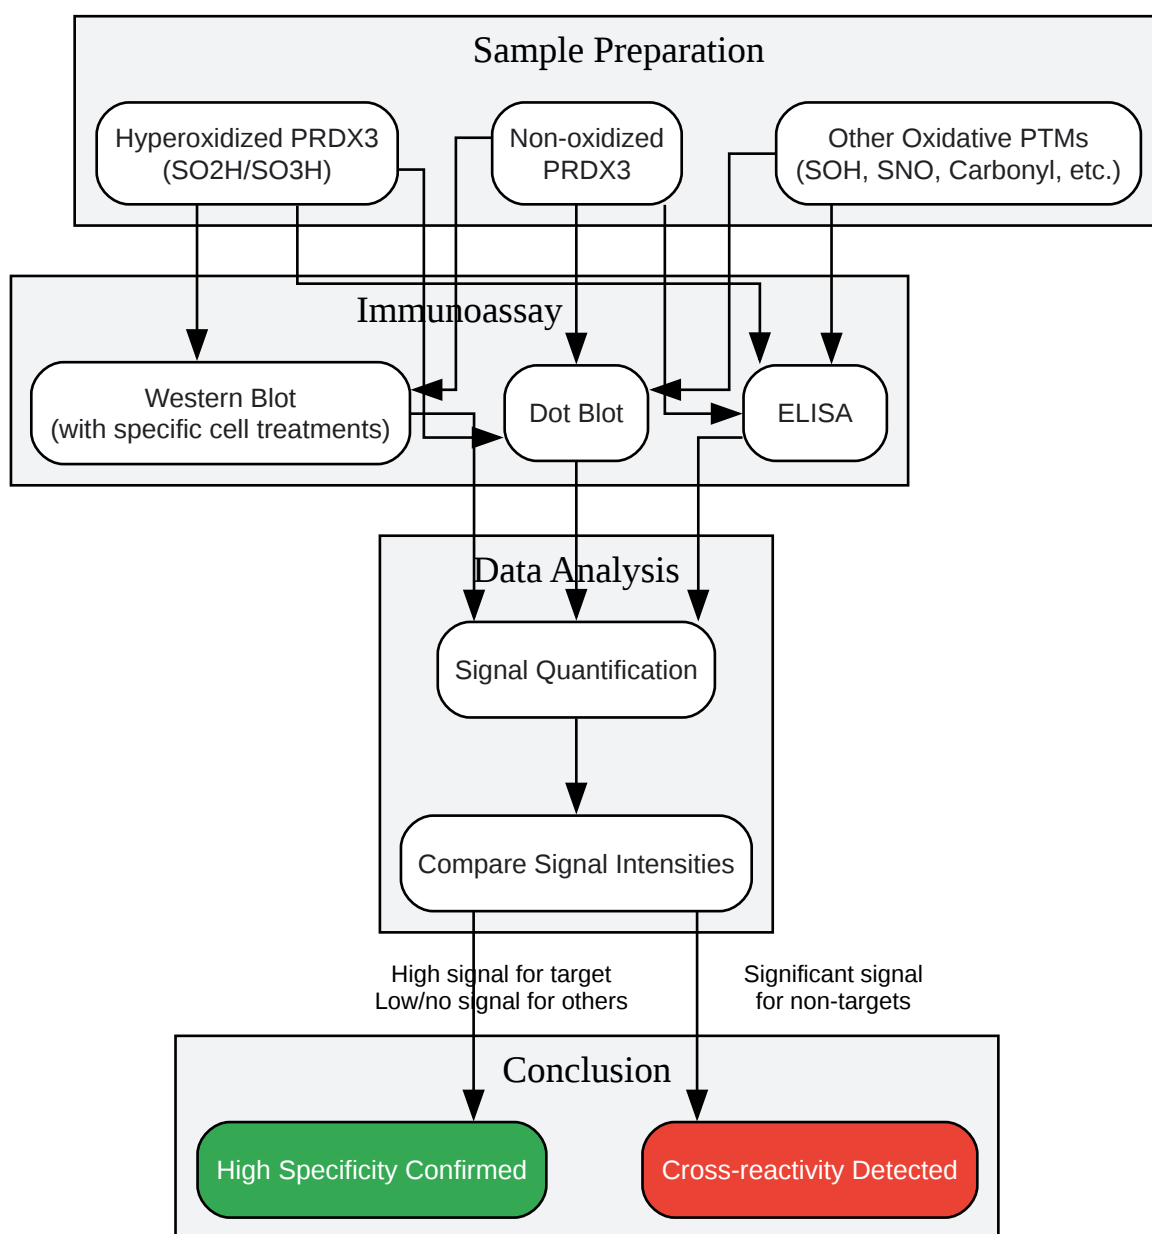 Sample Preparation
Hyperoxidized PRDX3
(SO2H/SO3H)
Non-oxidized
PRDX3
Other Oxidative PTMs
(SOH, SNO, Carbonyl, etc.)
Immunoassay
Western Blot
(with specific cell treatments)
Dot Blot
ELISA
Data Analysis
Signal Quantification
Compare Signal Intensities
High signal for target
Low/no signal for others
Significant signal
for non-targets
Conclusion
High Specificity Confirmed
Cross-reactivity Detected